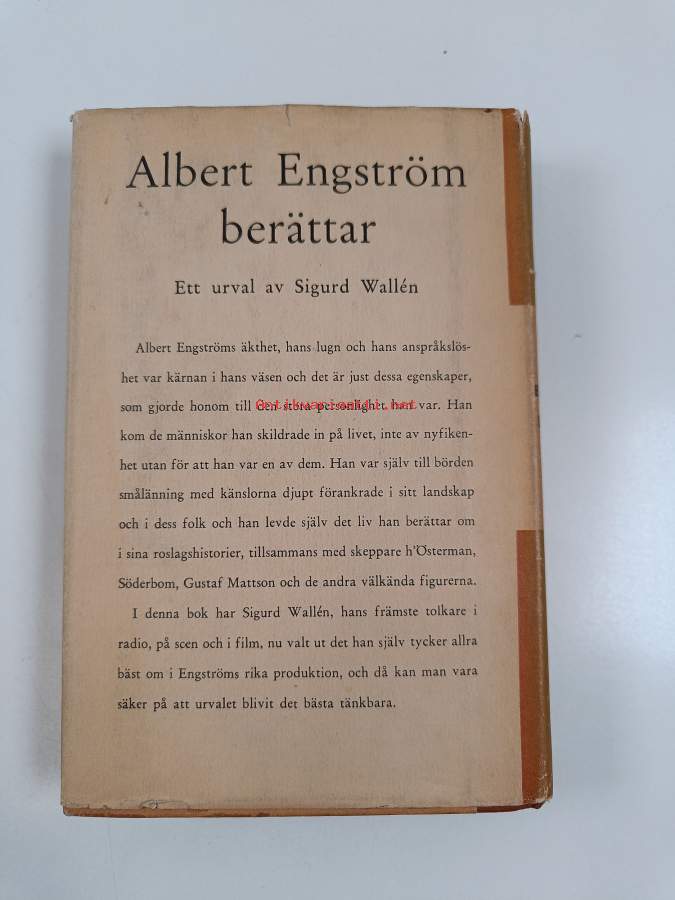 Albert Engström
berättar
Ett urval av Sigurd Wallén
Albert Engströms äkthet, hans lugn och hans anspråkslös-
het var kärnan i hans väsen och det är just dessa egenskaper,
som gjorde honom till den stora personlighet han var. Han
kom de människor han skildrade in på livet, inte av nyfiken-
het utan för att han var en av dem. Han var själv till börden
smålänning med känslorna djupt förankrade i sitt landskap
och i dess folk och han levde själv det liv han berättar om
i sina roslagshistorier, tillsammans med skeppare h'Österman,
Söderbom, Gustaf Mattson och de andra välkända figurerna.
I denna bok har Sigurd Wallén, hans främste tolkare i
radio, på scen och i film, nu valt ut det han själv tycker allra
bäst om i Engströms rika produktion, och då kan man vara
säker på att urvalet blivit det bästa tänkbara.